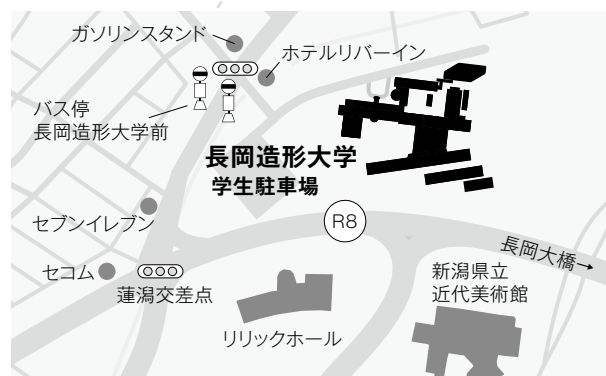 ガソリンスタンド
ホテルリバーイン
バス停
長岡造形大学前
長岡造形大学
学生駐車場
セブンイレブン
R8
長岡大橋→
セコム
蓮潟交差点
新潟県立
近代美術館
リリックホール